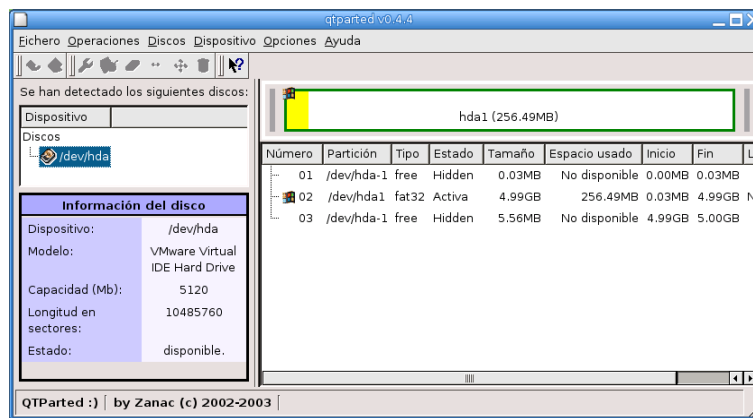 qtparted v0.4.4
Fichero Operaciones Discos Dispositivo Opciones Ayuda
Se han detectado los siguientes discos:
Dispositivo
Discos
/dev/hda
Información del disco
Dispositivo: /dev/hda
Modelo: VMware Virtual
IDE Hard Drive
Capacidad (Mb): 5120
Longitud en 10485760
sectores:
Estado: disponible.
hda1 (256.49MB)
Número Partición Tipo Estado Tamaño Espacio usado Inicio Fin L
01 /dev/hda-1 free Hidden 0.03MB No disponible 0.00MB 0.03MB
02 /dev/hda1 fat32 Activa 4.99GB 256.49MB 0.03MB 4.99GB N
03 /dev/hda-1 free Hidden 5.56MB No disponible 4.99GB 5.00GB
QTParted :) by Zanac (c) 2002-2003